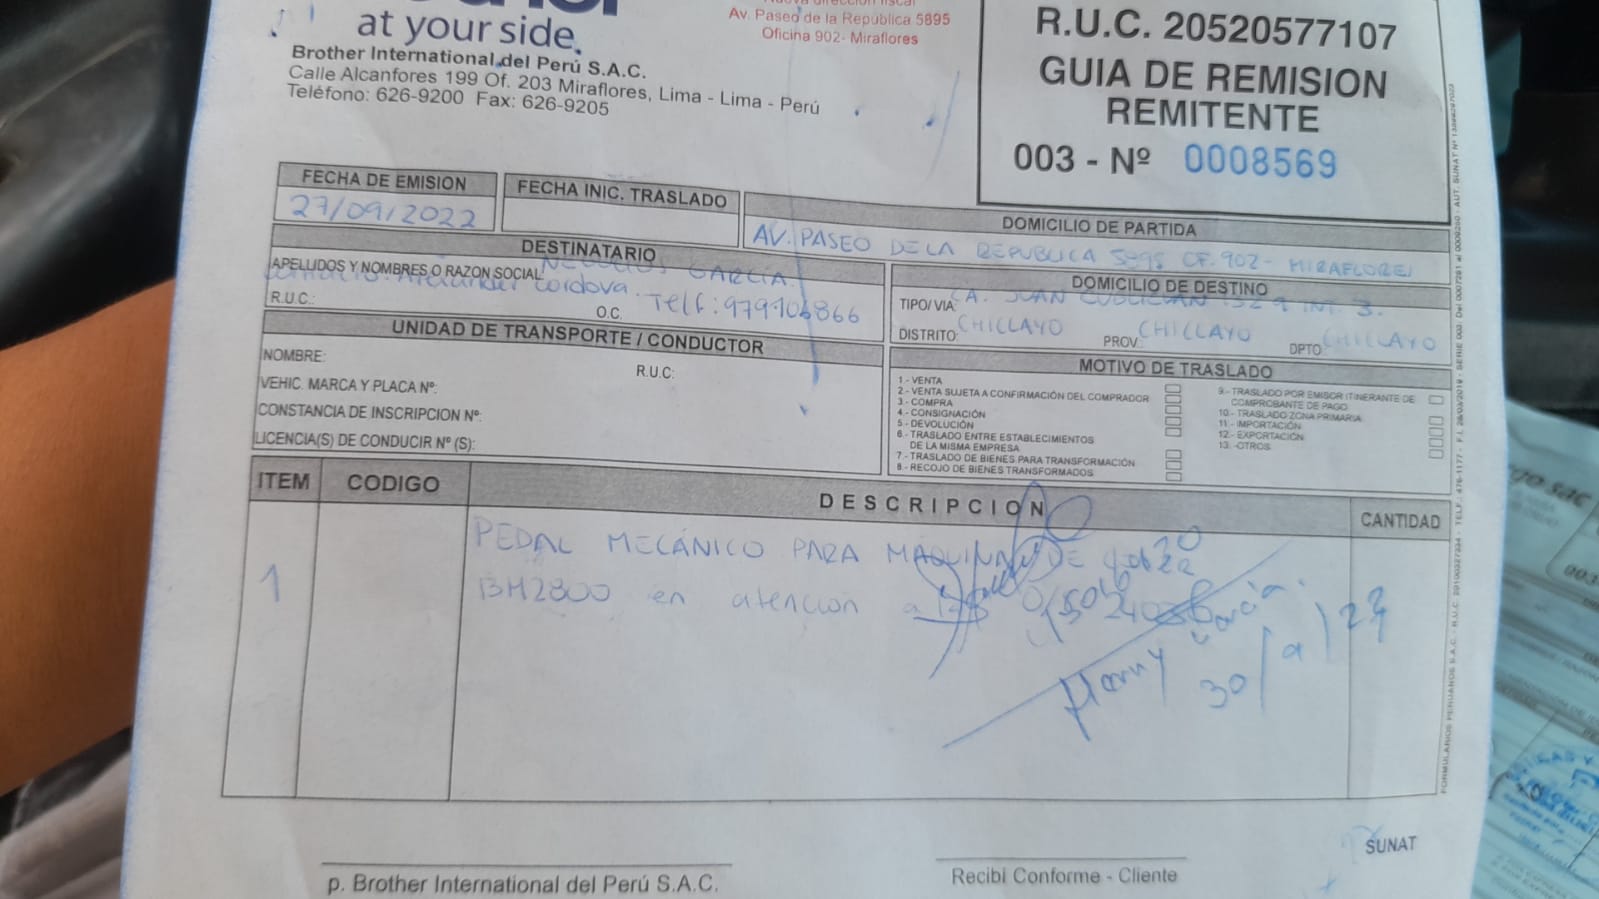 at your side.
Brother International del Perú S.A.C.
Calle Alcanfores 199 Of. 203 Miraflores, Lima - Lima - Perú
Teléfono: 626-9200 Fax: 626-9205
Av. Paseo de la República 5895
Oficina 902- Miraflores
R.U.C. 20520577107
GUIA DE REMISION
REMITENTE
003 - Nº 0008569
FECHA DE EMISION
27/09/2022
FECHA INIC. TRASLADO
DOMICILIO DE PARTIDA
AV. PASEO DE LA REPUBLICA 5895 OF. 902- MIRAFLORES
DESTINATARIO
APELLIDOS Y NOMBRES O RAZON SOCIAL:
GARCIA.
Alexander Cordova.
R.U.C.:
O.C.
Telf: 979106866
DOMICILIO DE DESTINO
TIPO/ VIA: CA. JUAN INT 3.
DISTRITO: CHICLAYO PROV. CHICLAYO DPTO. CHICLAYO
UNIDAD DE TRANSPORTE / CONDUCTOR
NOMBRE:
R.U.C:
VEHIC. MARCA Y PLACA Nº:
CONSTANCIA DE INSCRIPCION Nº:
LICENCIA(S) DE CONDUCIR Nº (S):
MOTIVO DE TRASLADO
1.- VENTA
2.- VENTA SUJETA A CONFIRMACIÓN DEL COMPRADOR
3.- COMPRA
4.- CONSIGNACIÓN
5.- DEVOLUCIÓN
6.- TRASLADO ENTRE ESTABLECIMIENTOS
DE LA MISMA EMPRESA
7.- TRASLADO DE BIENES PARA TRANSFORMACIÓN
8.- RECOJO DE BIENES TRANSFORMADOS
9.- TRASLADO POR EMISOR ITINERANTE DE
COMPROBANTE DE PAGO
10.- TRASLADO ZONA PRIMARIA
11.- IMPORTACIÓN
12.- EXPORTACIÓN
13.- OTROS
ITEM
CODIGO
DESCRIPCION
CANTIDAD
1
PEDAL MECÁNICO PARA MAQUINA DE
BM2800 en atencion a
30/
SUNAT
p. Brother International del Perú S.A.C.
Recibí Conforme - Cliente